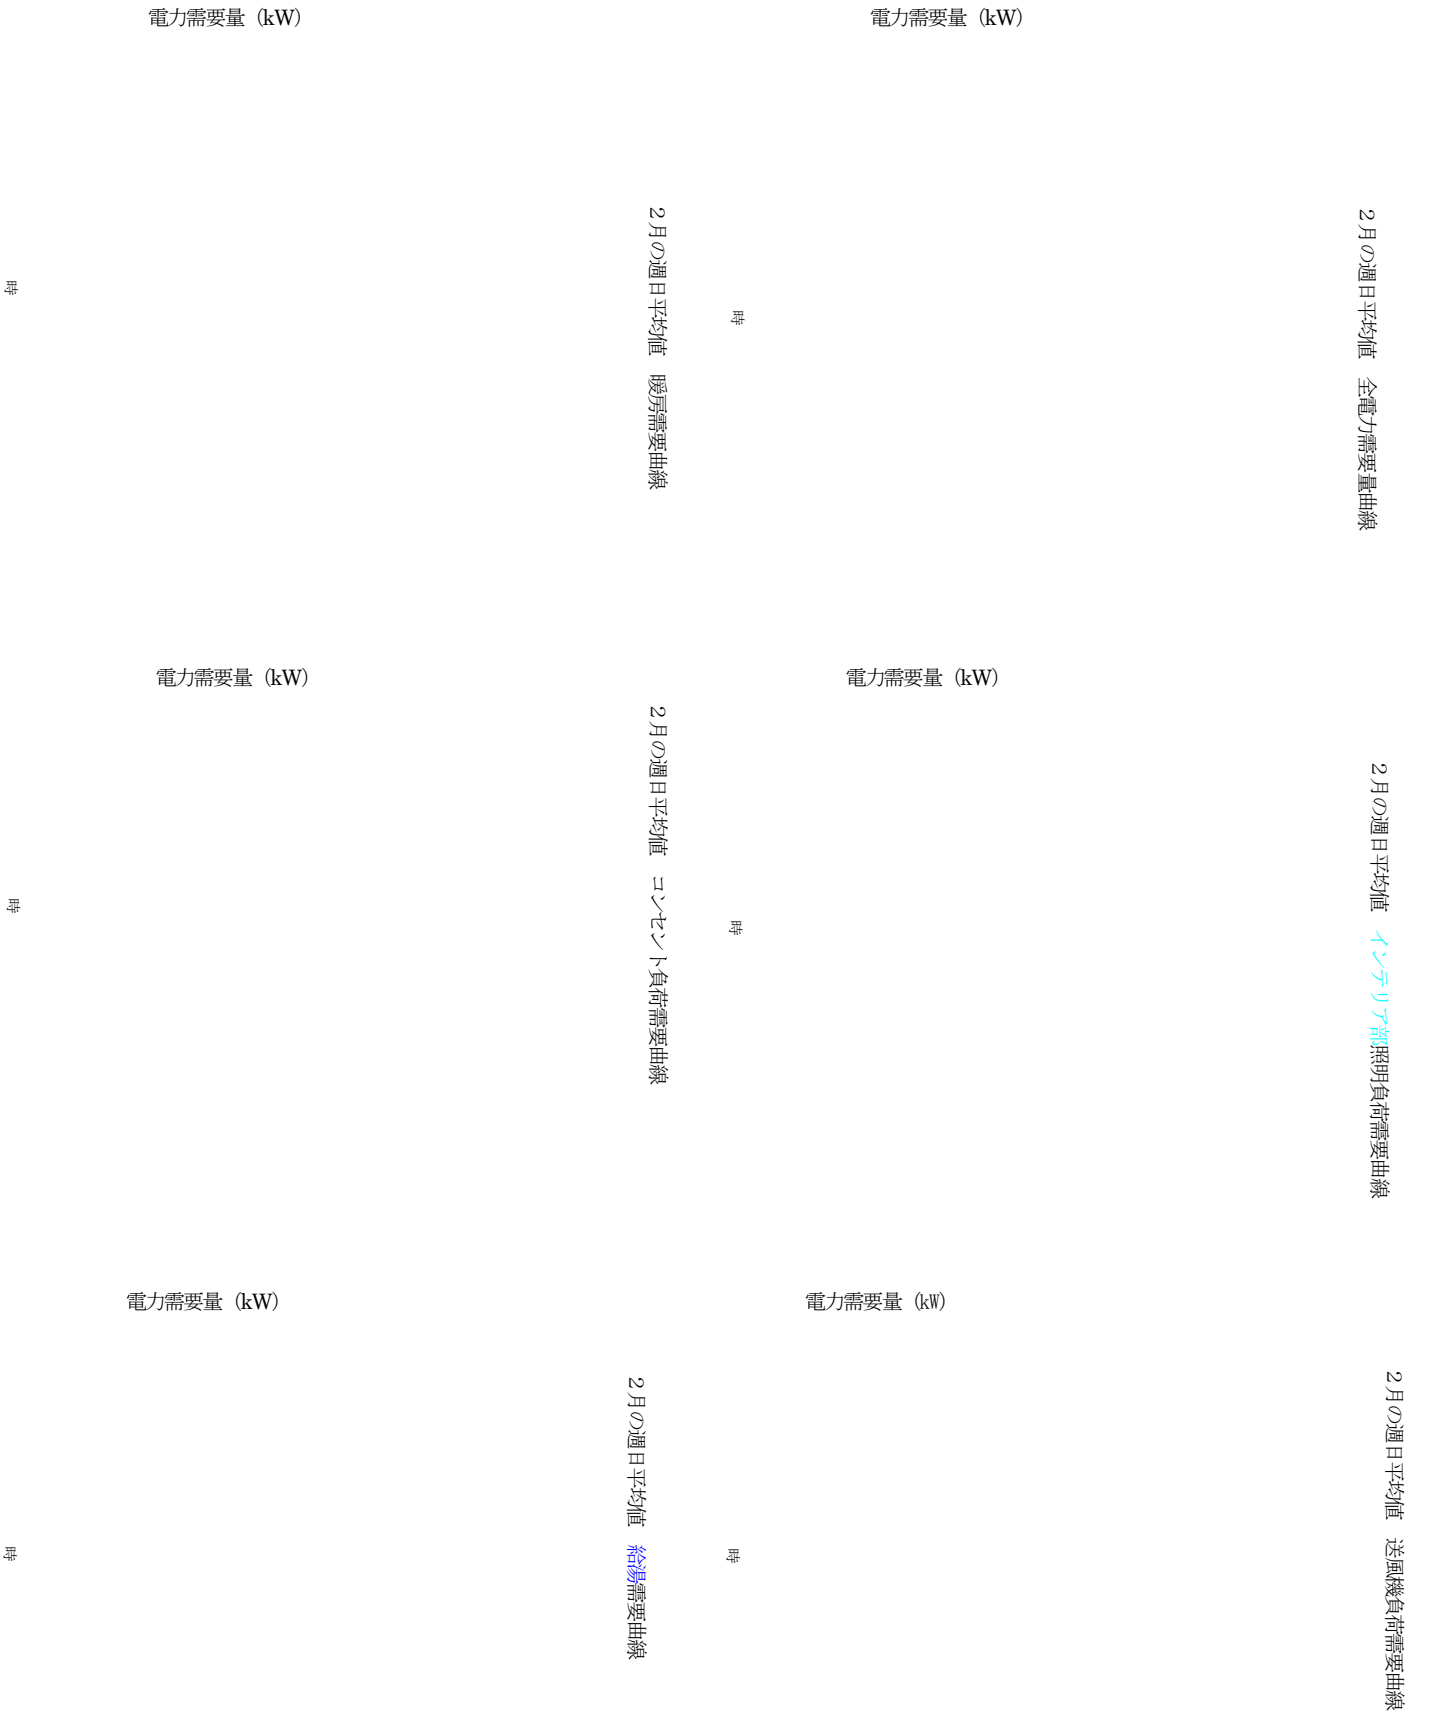 電力需要量（kW）
電力需要量（kW）
２月の週日平均値　暖房需要曲線
２月の週日平均値　全電力需要量曲線
時
時
電力需要量（kW）
電力需要量（kW）
２月の週日平均値　コンセント負荷需要曲線
２月の週日平均値　インテリア部照明負荷需要曲線
時
時
電力需要量（kW）
電力需要量（kW）
２月の週日平均値　給湯需要曲線
２月の週日平均値　送風機負荷需要曲線
時
時